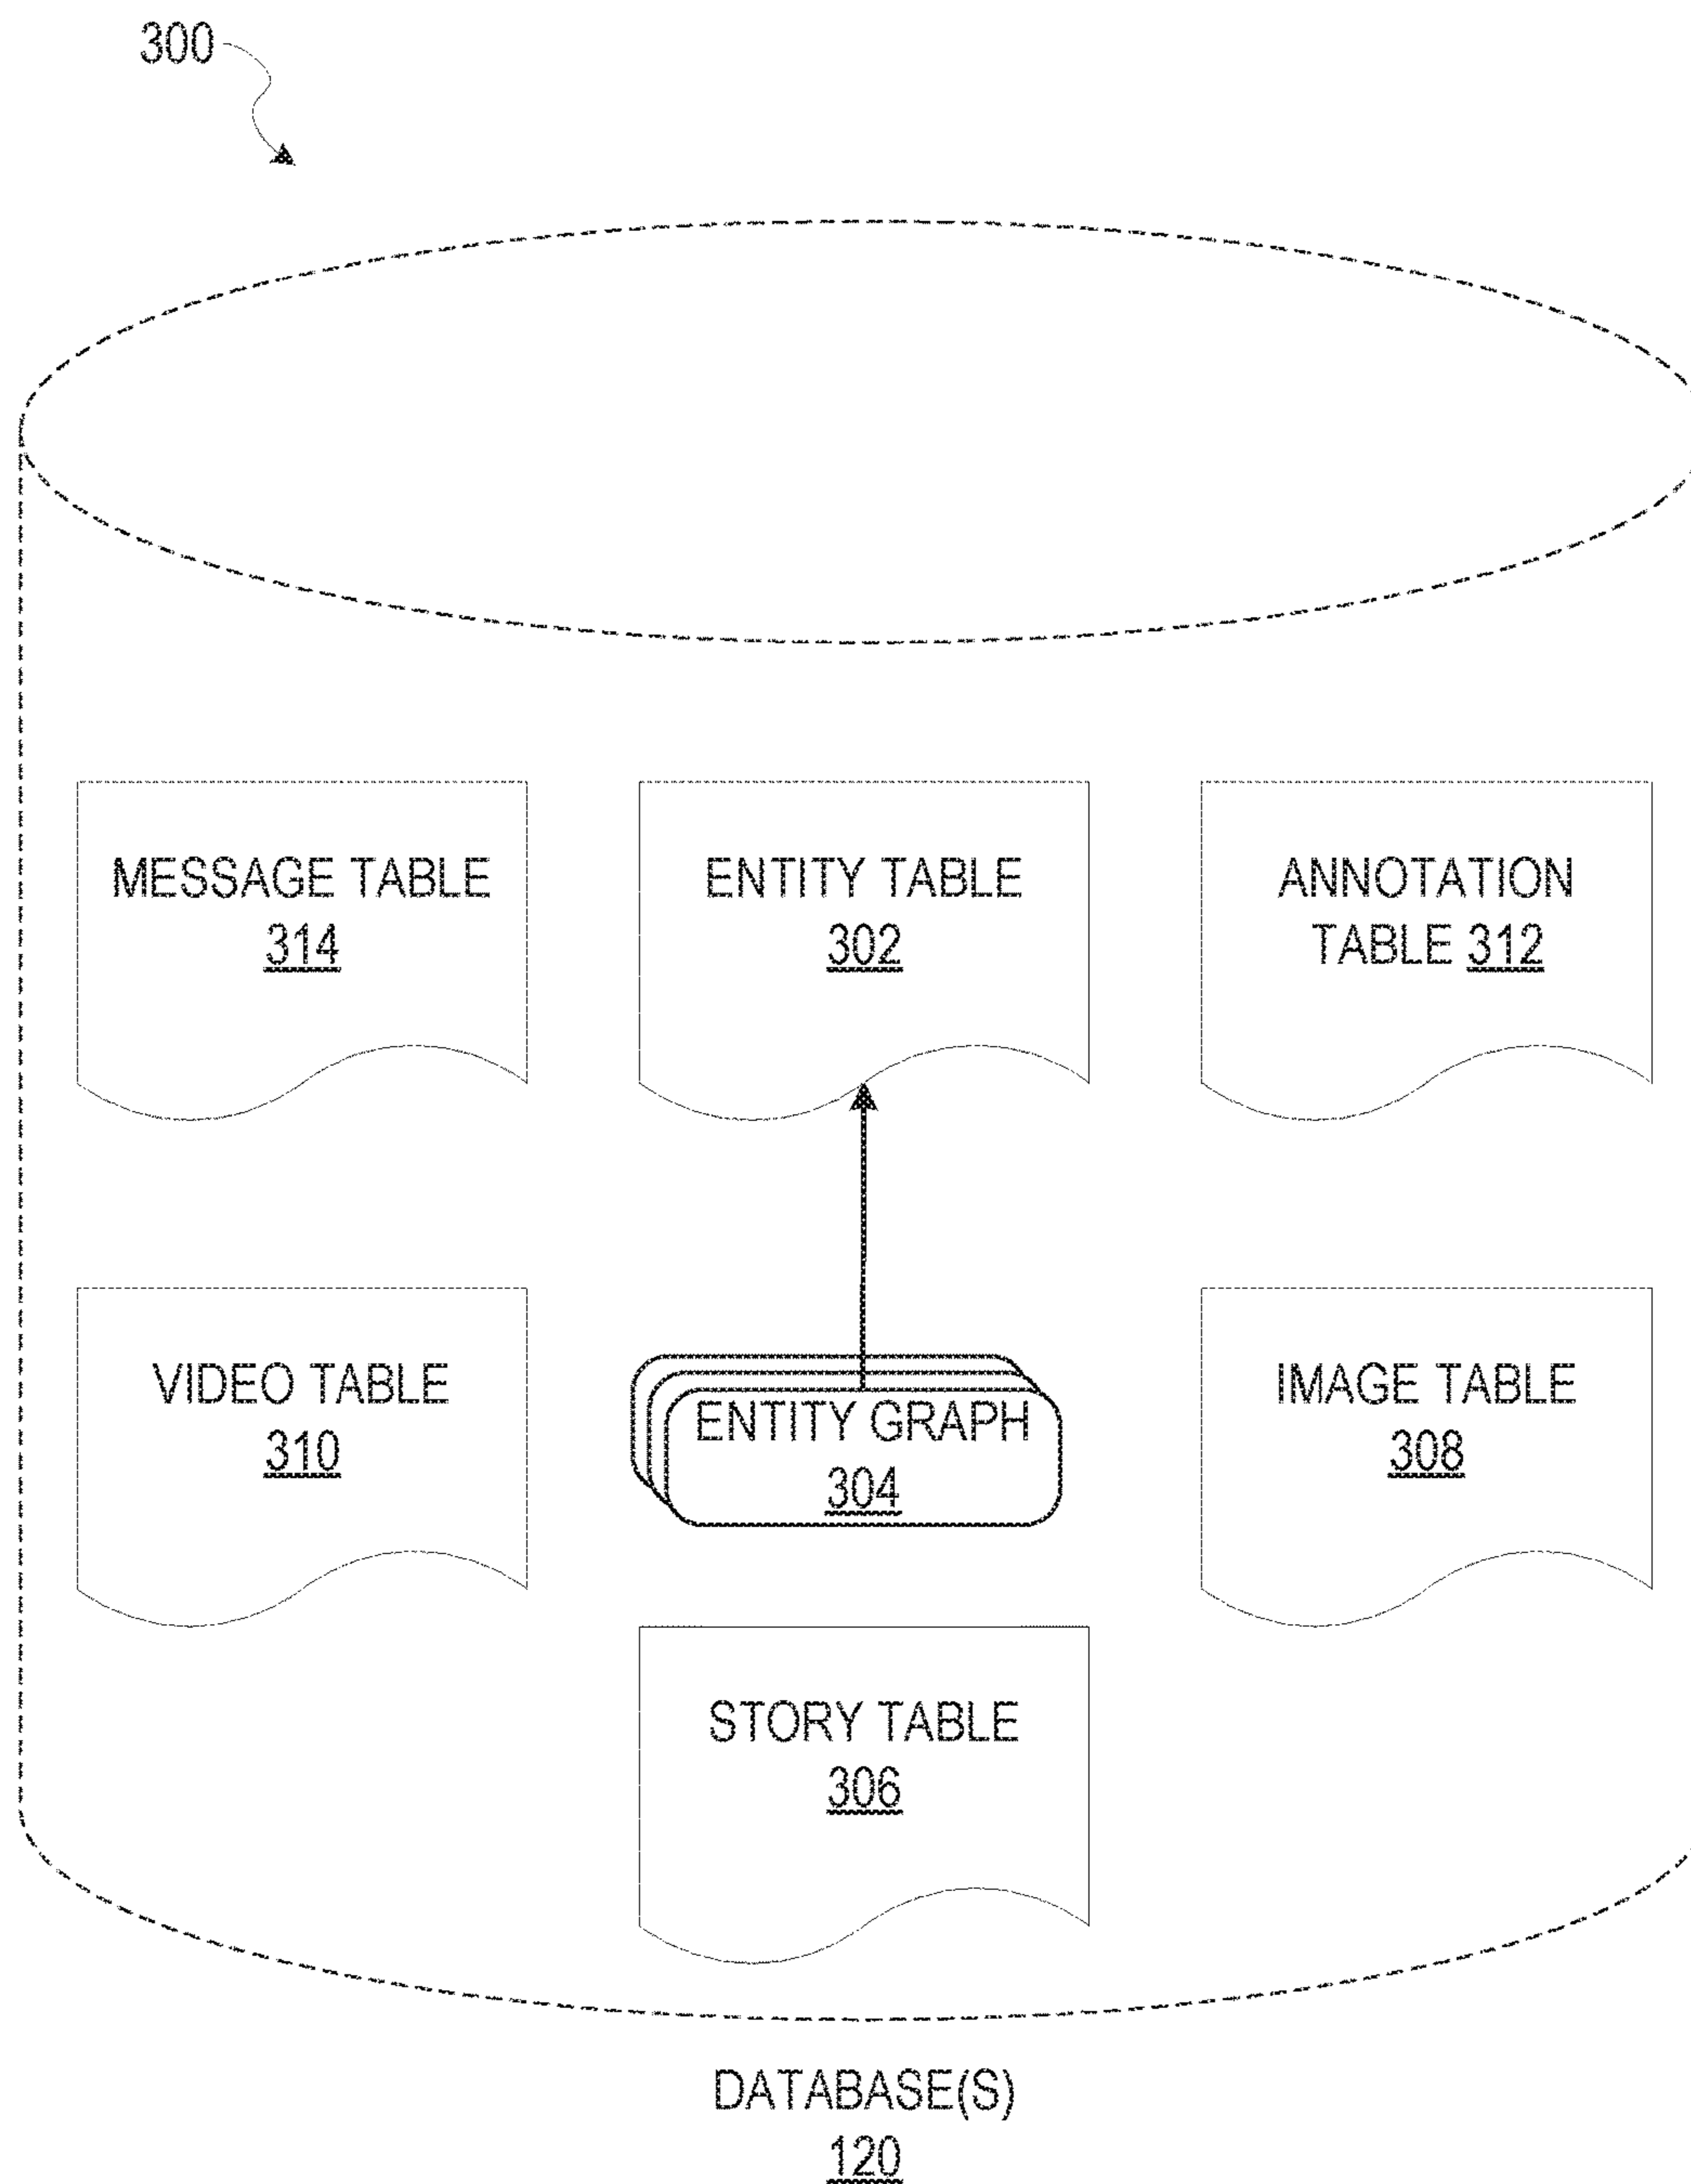 300
MESSAGE TABLE
314
ENTITY TABLE
302
ANNOTATION
TABLE 312
VIDEO TABLE
310
ENTITY GRAPH
304
IMAGE TABLE
308
STORY TABLE
306
DATABASE(S)
120